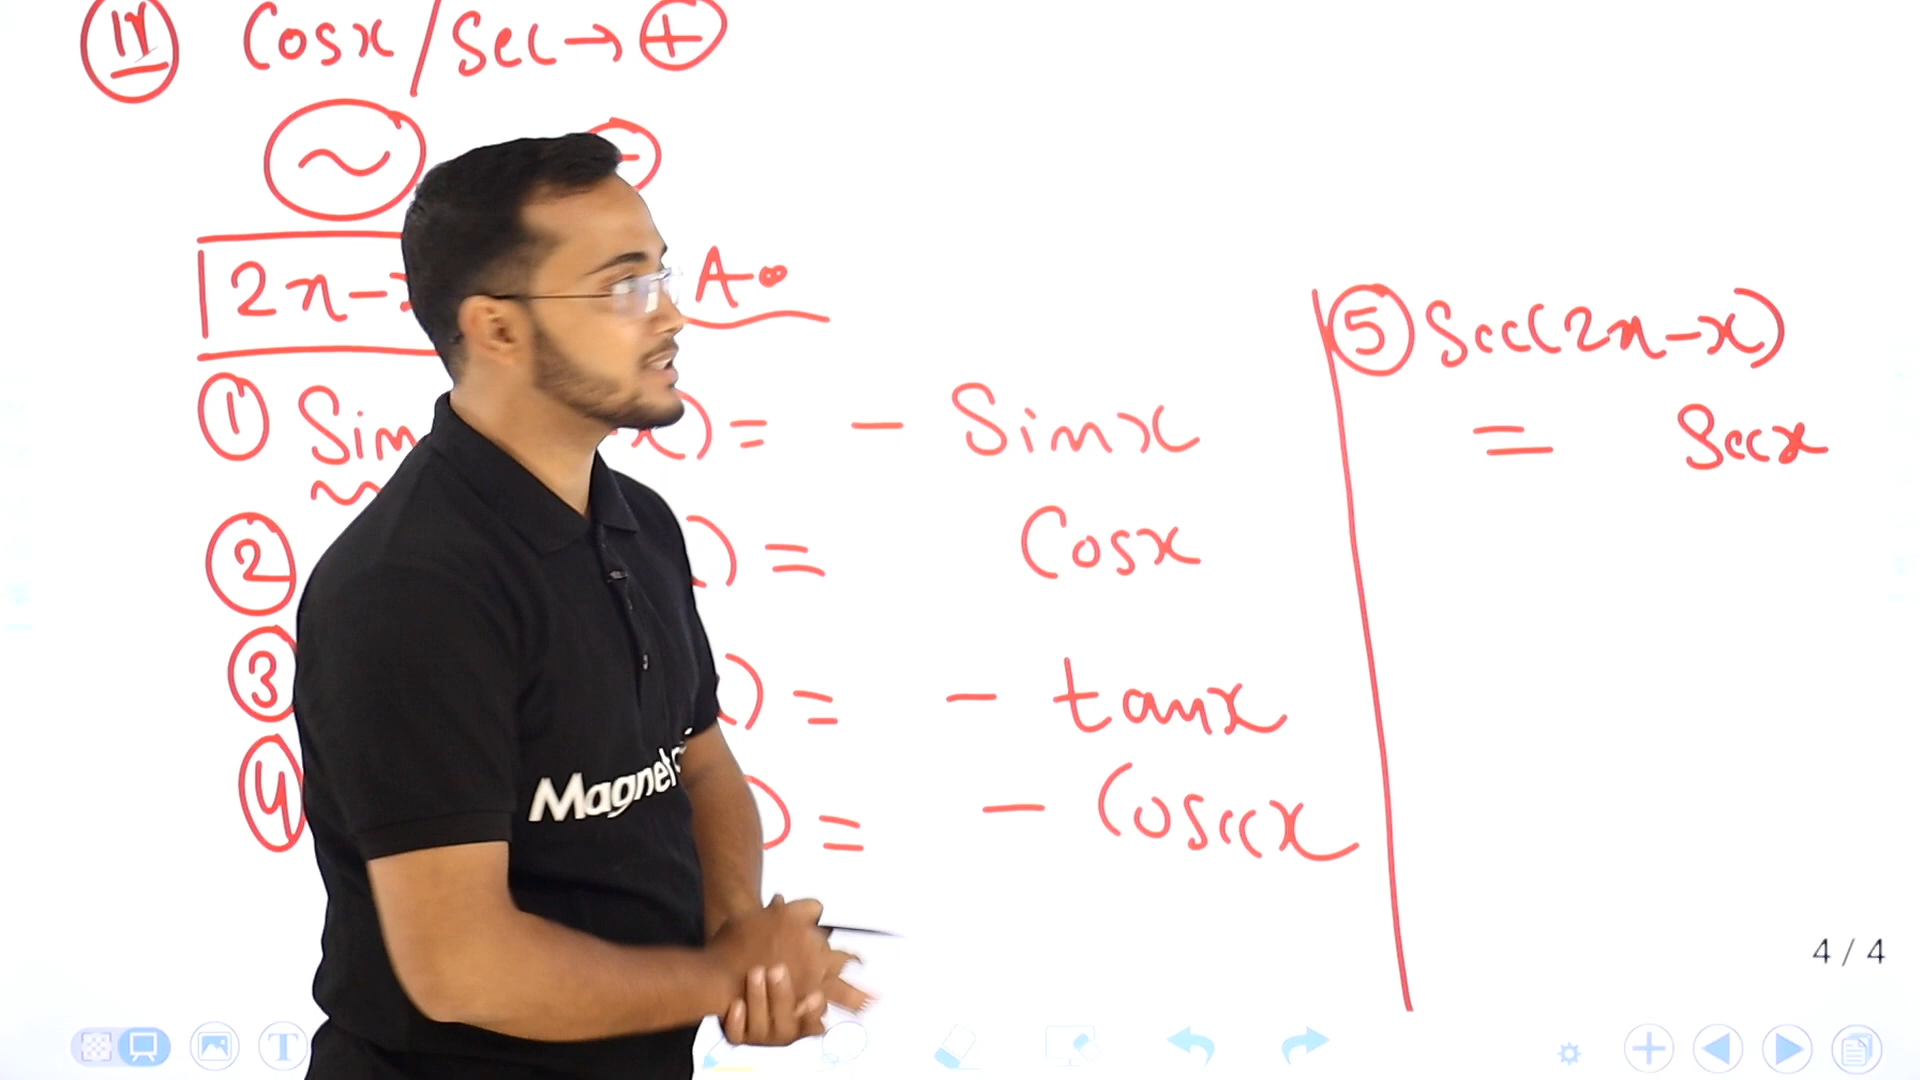 IV Cosx / Sec → +
~
2π - x A.
① Sin x) = - Sinx
② ) = Cosx
③ ) = - tanx
④ ) = - Cosecx
⑤ Sec(2π-x)
= Secx
Magnet
4 / 4
T